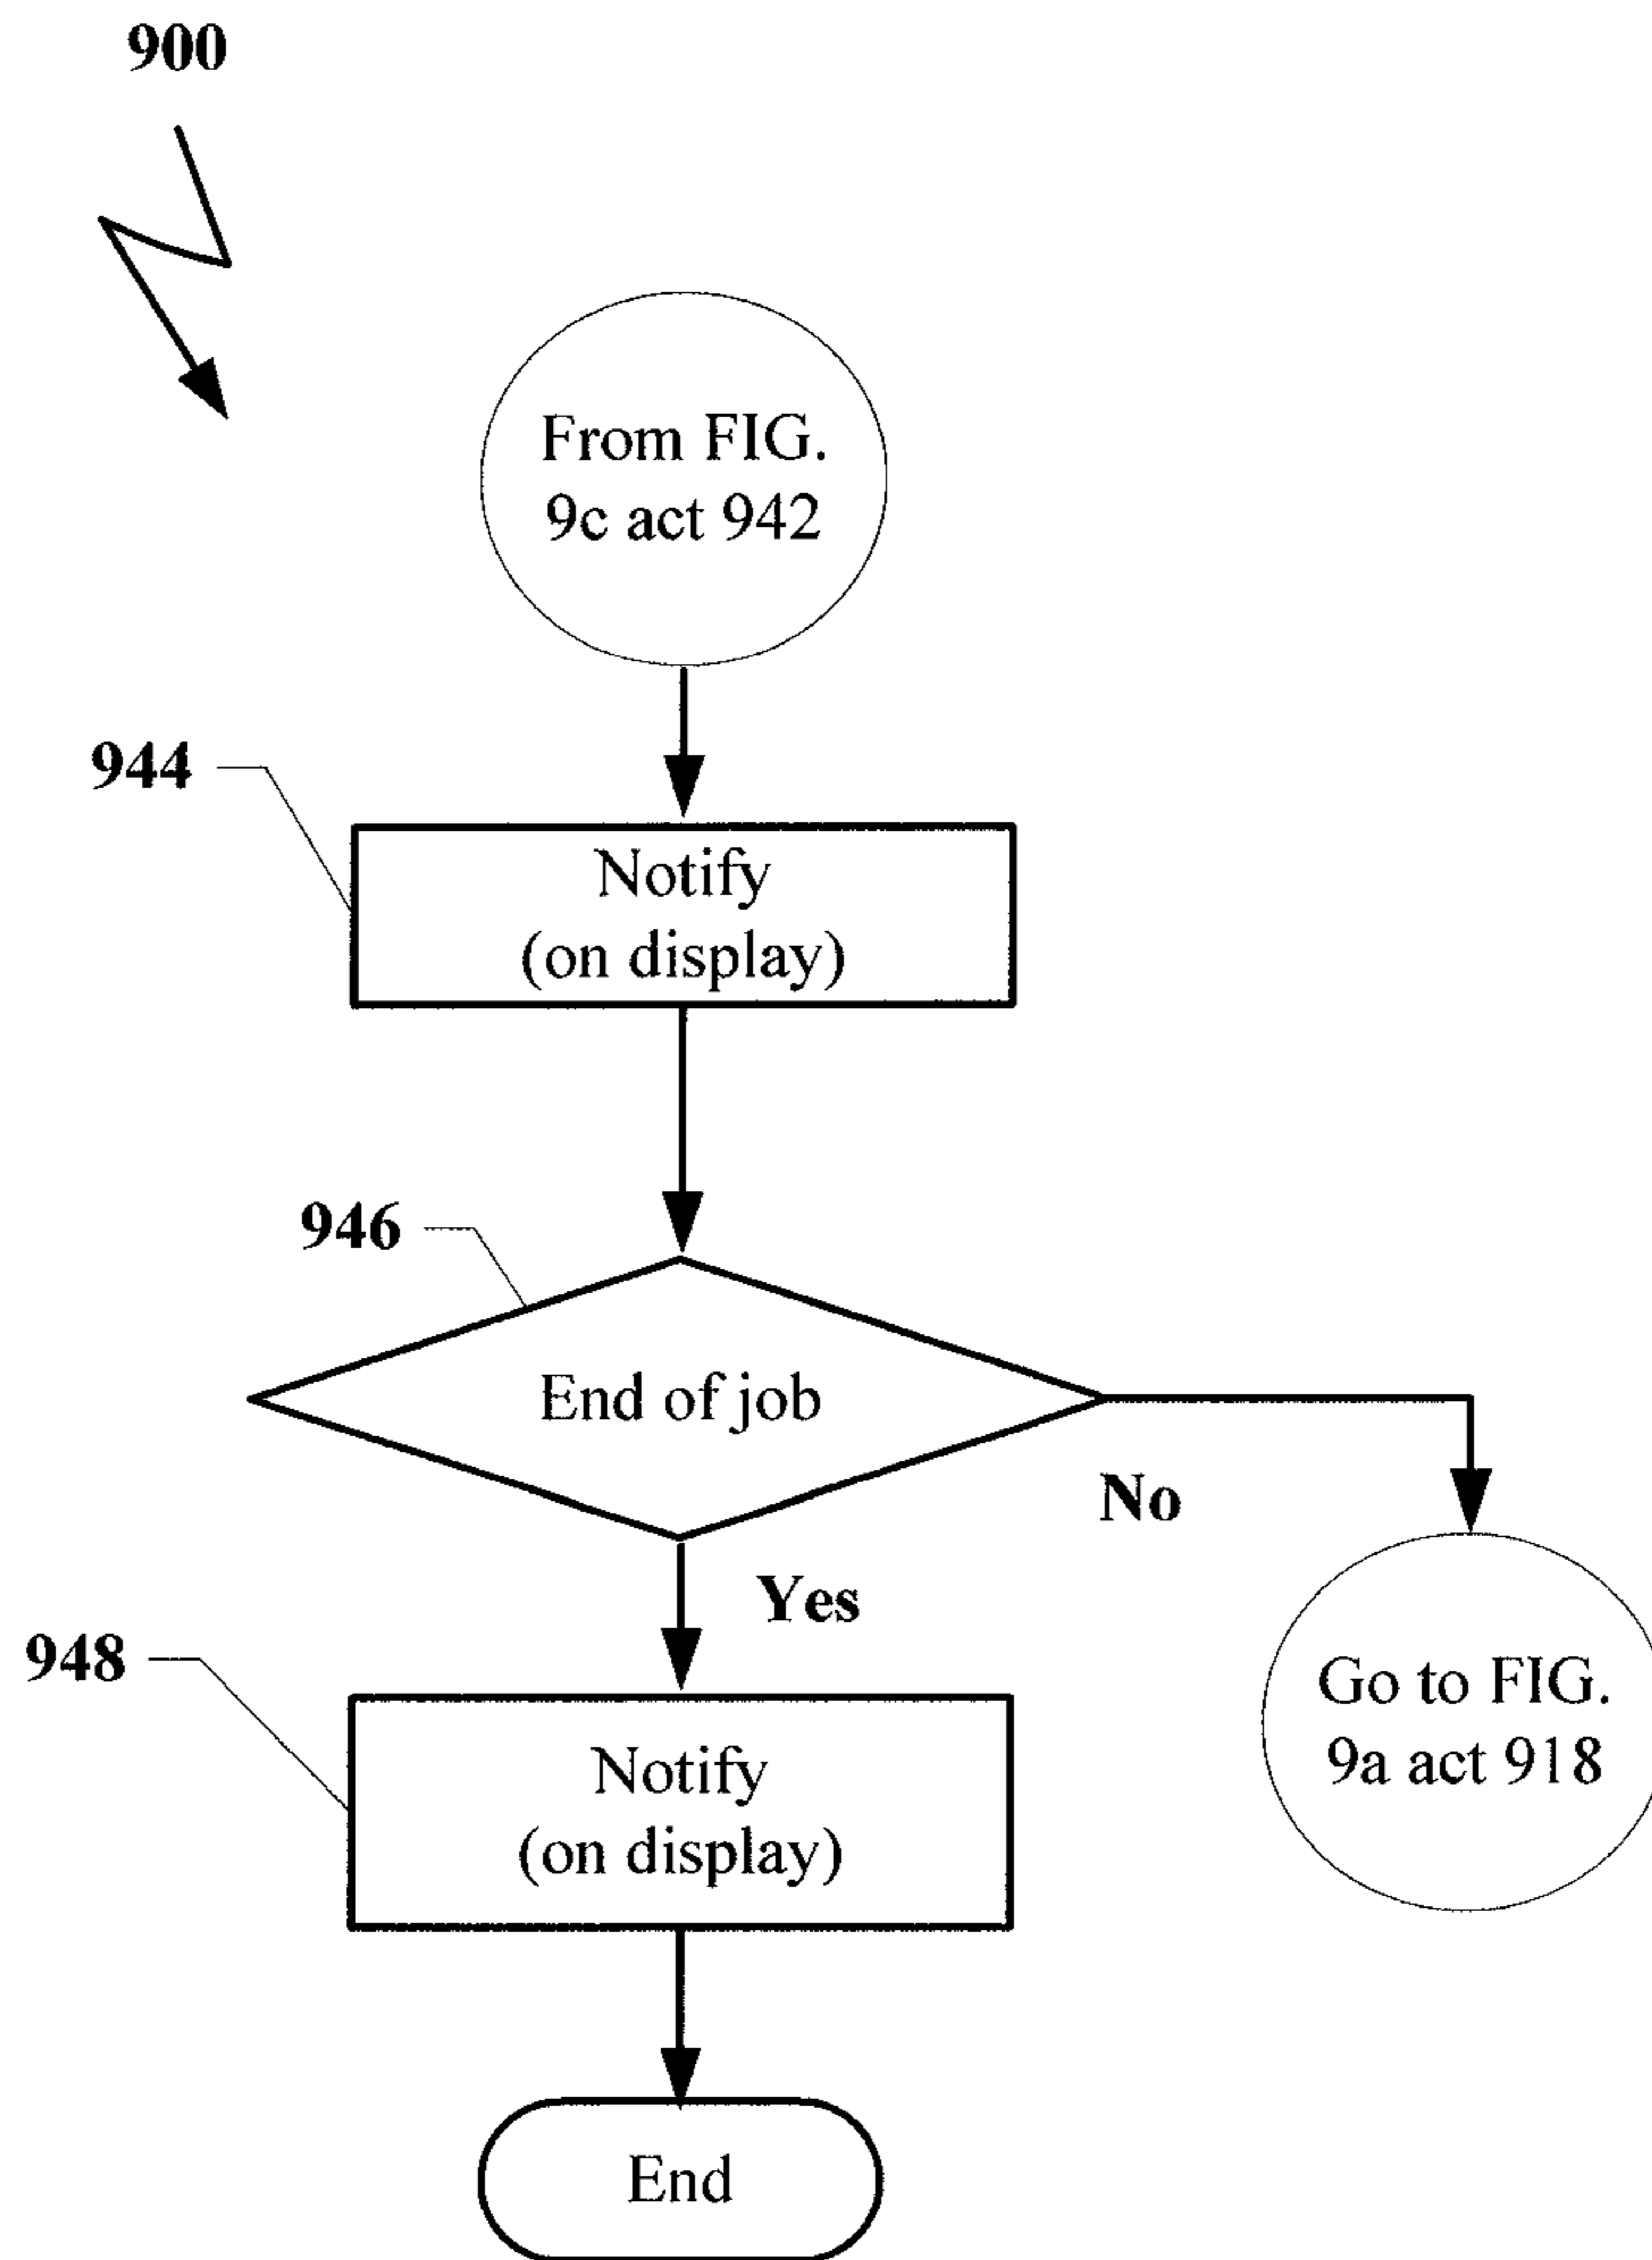 900
From FIG.
9c act 942
944
Notify
(on display)
946
End of job
No
Yes
948
Notify
(on display)
Go to FIG.
9a act 918
End